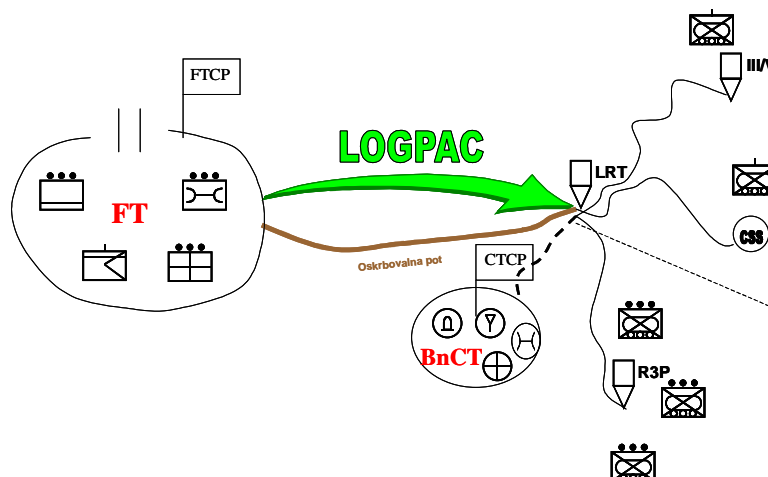 FTCP
III/
LOGPAC
LRT
FT
CSS
Oskrbovalna pot
CTCP
BnCT
R3P